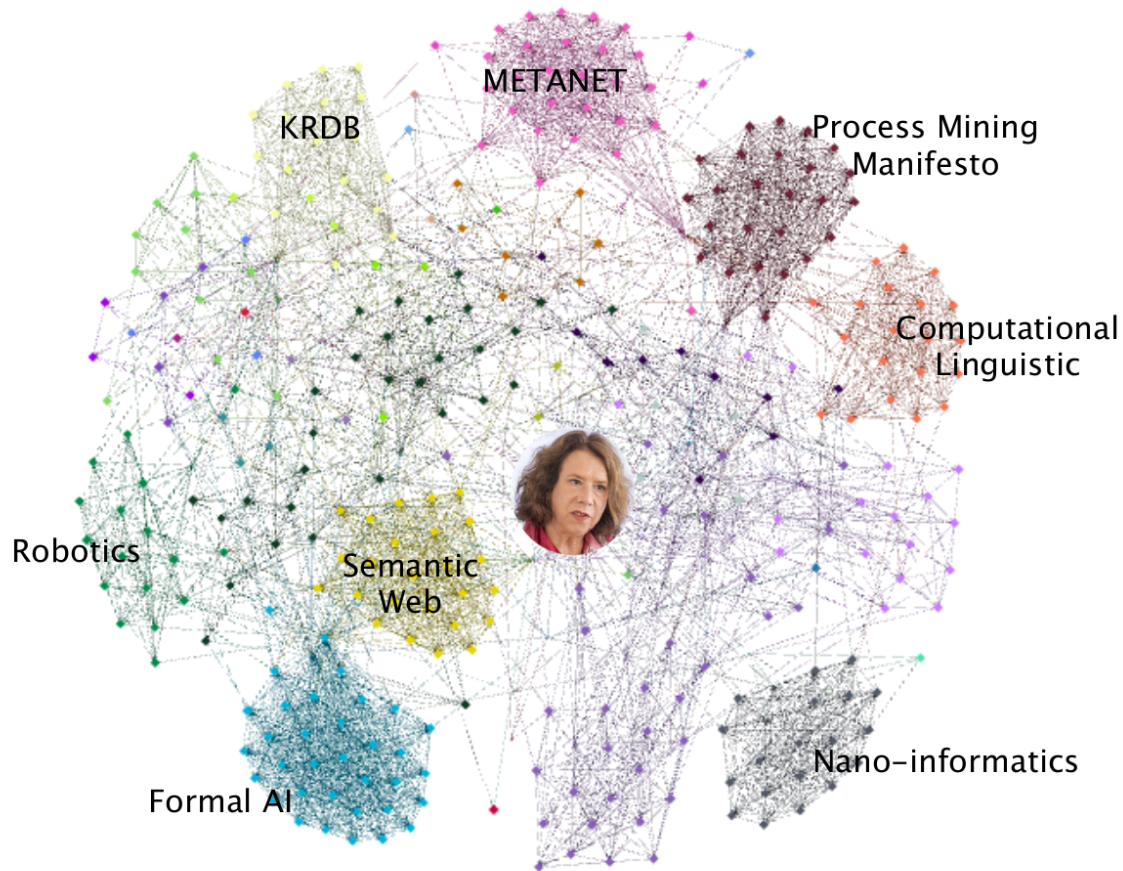 METANET
KRDB
Process Mining
Manifesto
Computational
Linguistic
Robotics
Semantic
Web
Nano-informatics
Formal AI